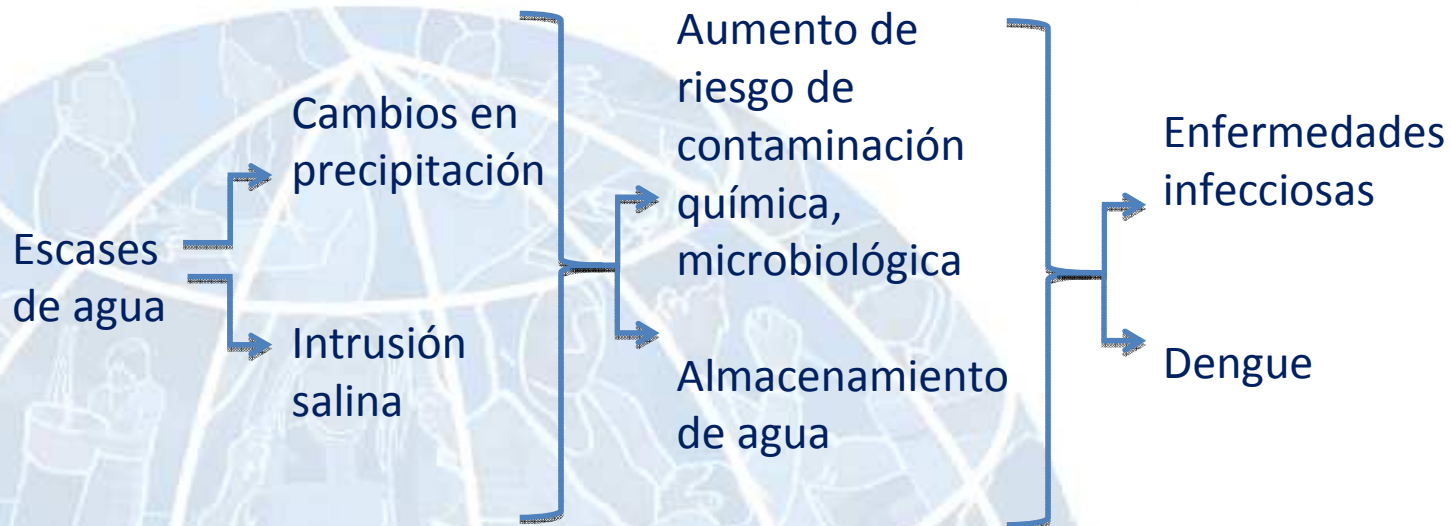 Escases
de agua
Cambios en
precipitación
Intrusión
salina
Aumento de
riesgo de
contaminación
química,
microbiológica
Almacenamiento
de agua
Enfermedades
infecciosas
Dengue